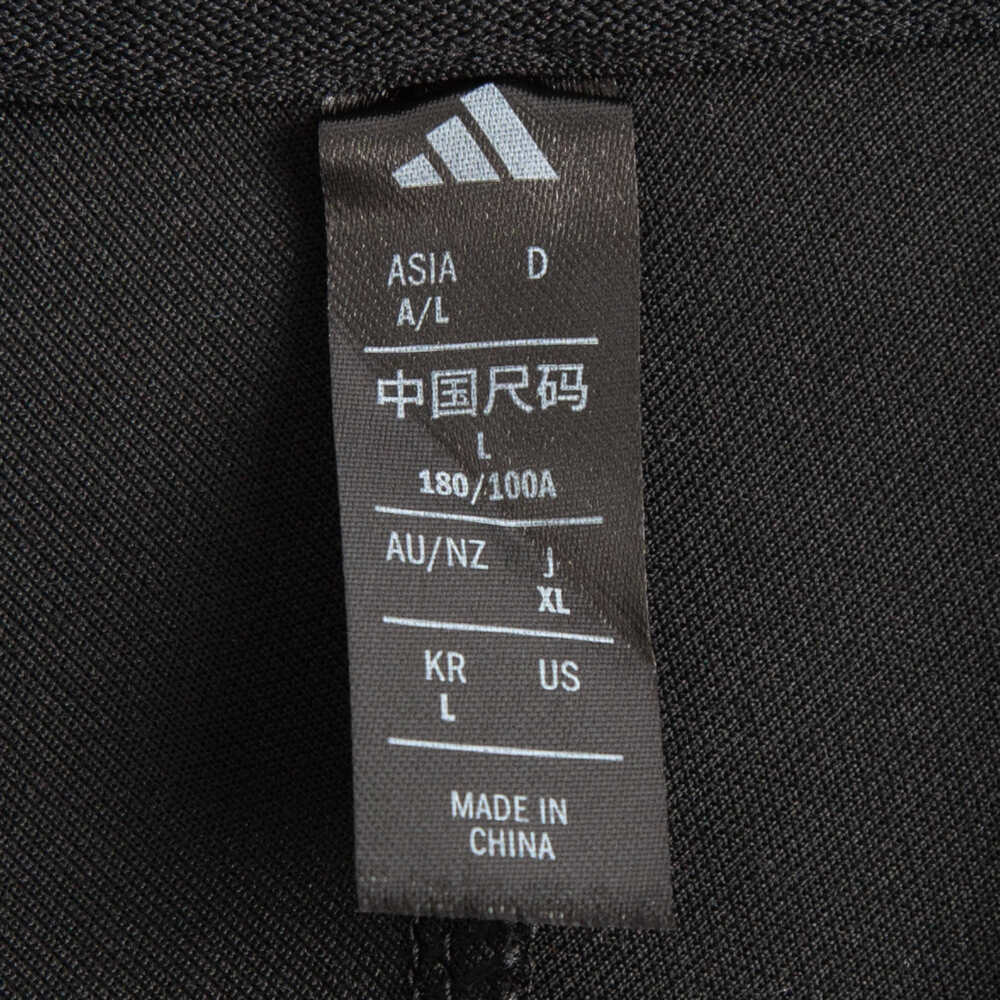 ASIA D
A/L
中国尺码
L
180/100A
AU/NZ J
XL
KR US
L
MADE IN
CHINA